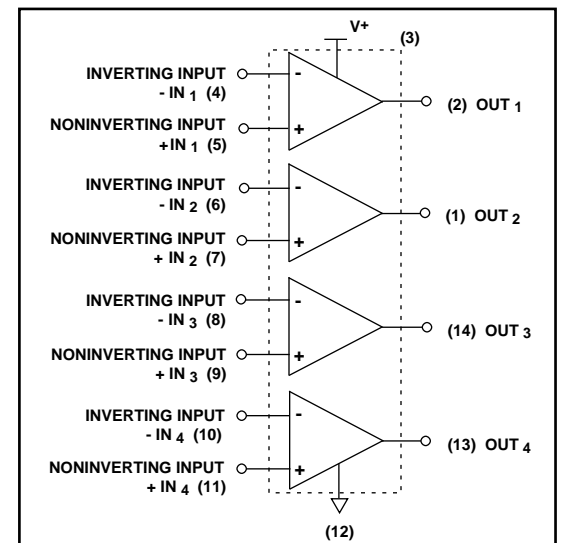 V+
(3)
INVERTING INPUT
- IN 1 (4)
-
(2) OUT 1
NONINVERTING INPUT
+IN 1 (5)
+
INVERTING INPUT
- IN 2 (6)
-
(1) OUT 2
NONINVERTING INPUT
+ IN 2 (7)
+
INVERTING INPUT
- IN 3 (8)
-
(14) OUT 3
NONINVERTING INPUT
+ IN 3 (9)
+
INVERTING INPUT
- IN 4 (10)
-
(13) OUT 4
NONINVERTING INPUT
+ IN 4 (11)
+
(12)